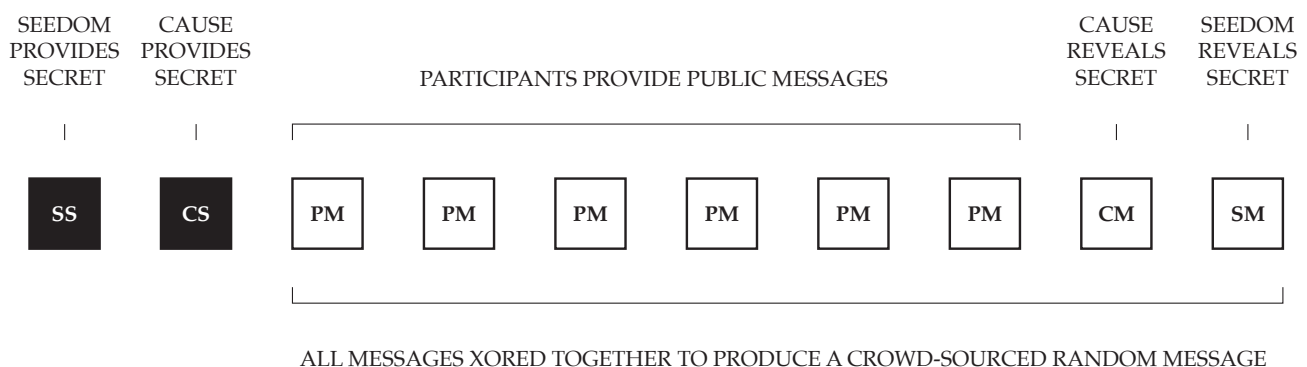 SEEDOM
PROVIDES
SECRET
CAUSE
PROVIDES
SECRET
PARTICIPANTS PROVIDE PUBLIC MESSAGES
CAUSE
REVEALS
SECRET
SEEDOM
REVEALS
SECRET
SS CS PM PM PM PM PM PM CM SM
ALL MESSAGES XORED TOGETHER TO PRODUCE A CROWD-SOURCED RANDOM MESSAGE